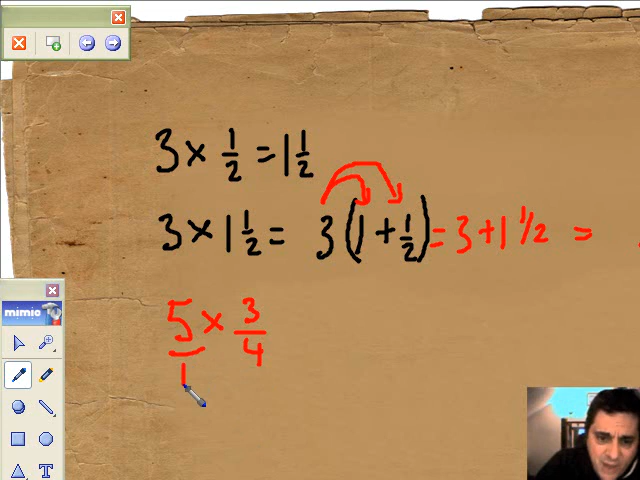 3 × 1/2 = 1 1/2
3 × 1 1/2 = 3(1 + 1/2) = 3 + 1 1/2 =
5/1 × 3/4
mimio
T